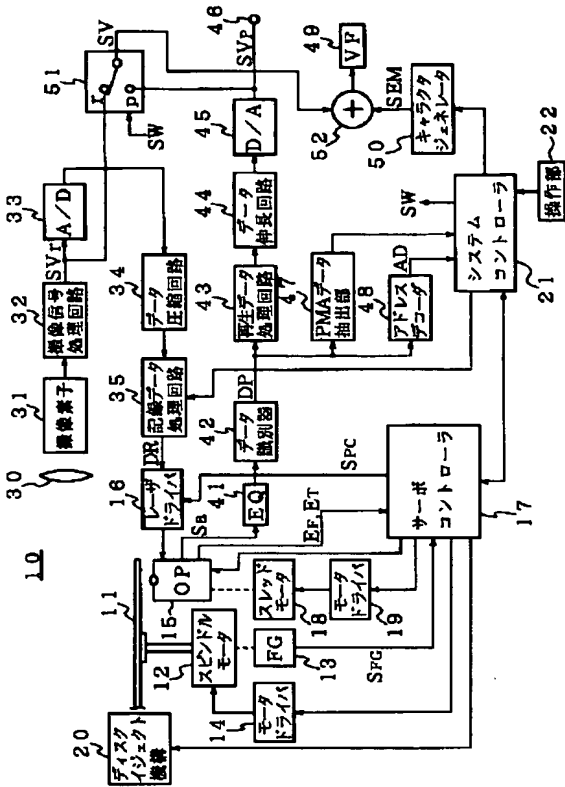 10
11
20
ディスク
イジェクト
機構
12
スピンドル
モータ
FG
13
SFG
14
モータ
ドライバ
15
OP
スレッド
モータ
18
モータ
ドライバ
19
サーボ
コントローラ
17
EF,ET
SPC
SB
16
レーザ
ドライバ
DR
30
31
撮像素子
32
撮像信号
処理回路
SVr
33
A/D
34
データ
圧縮回路
35
記録データ
処理回路
41
EQ
42
データ
識別器
DP
43
再生データ
処理回路
44
データ
伸長回路
45
D/A
SVp
46
47
PMAデータ
抽出部
48
アドレス
デコーダ
AD
システム
コントローラ
21
SW
22
操作部
50
キャラクタ
ジェネレータ
SEM
52
+
49
VF
51
r
p
SW
SV